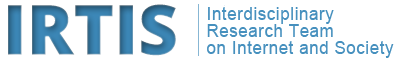 IRTIS
Interdisciplinary
Research Team
on Internet and Society